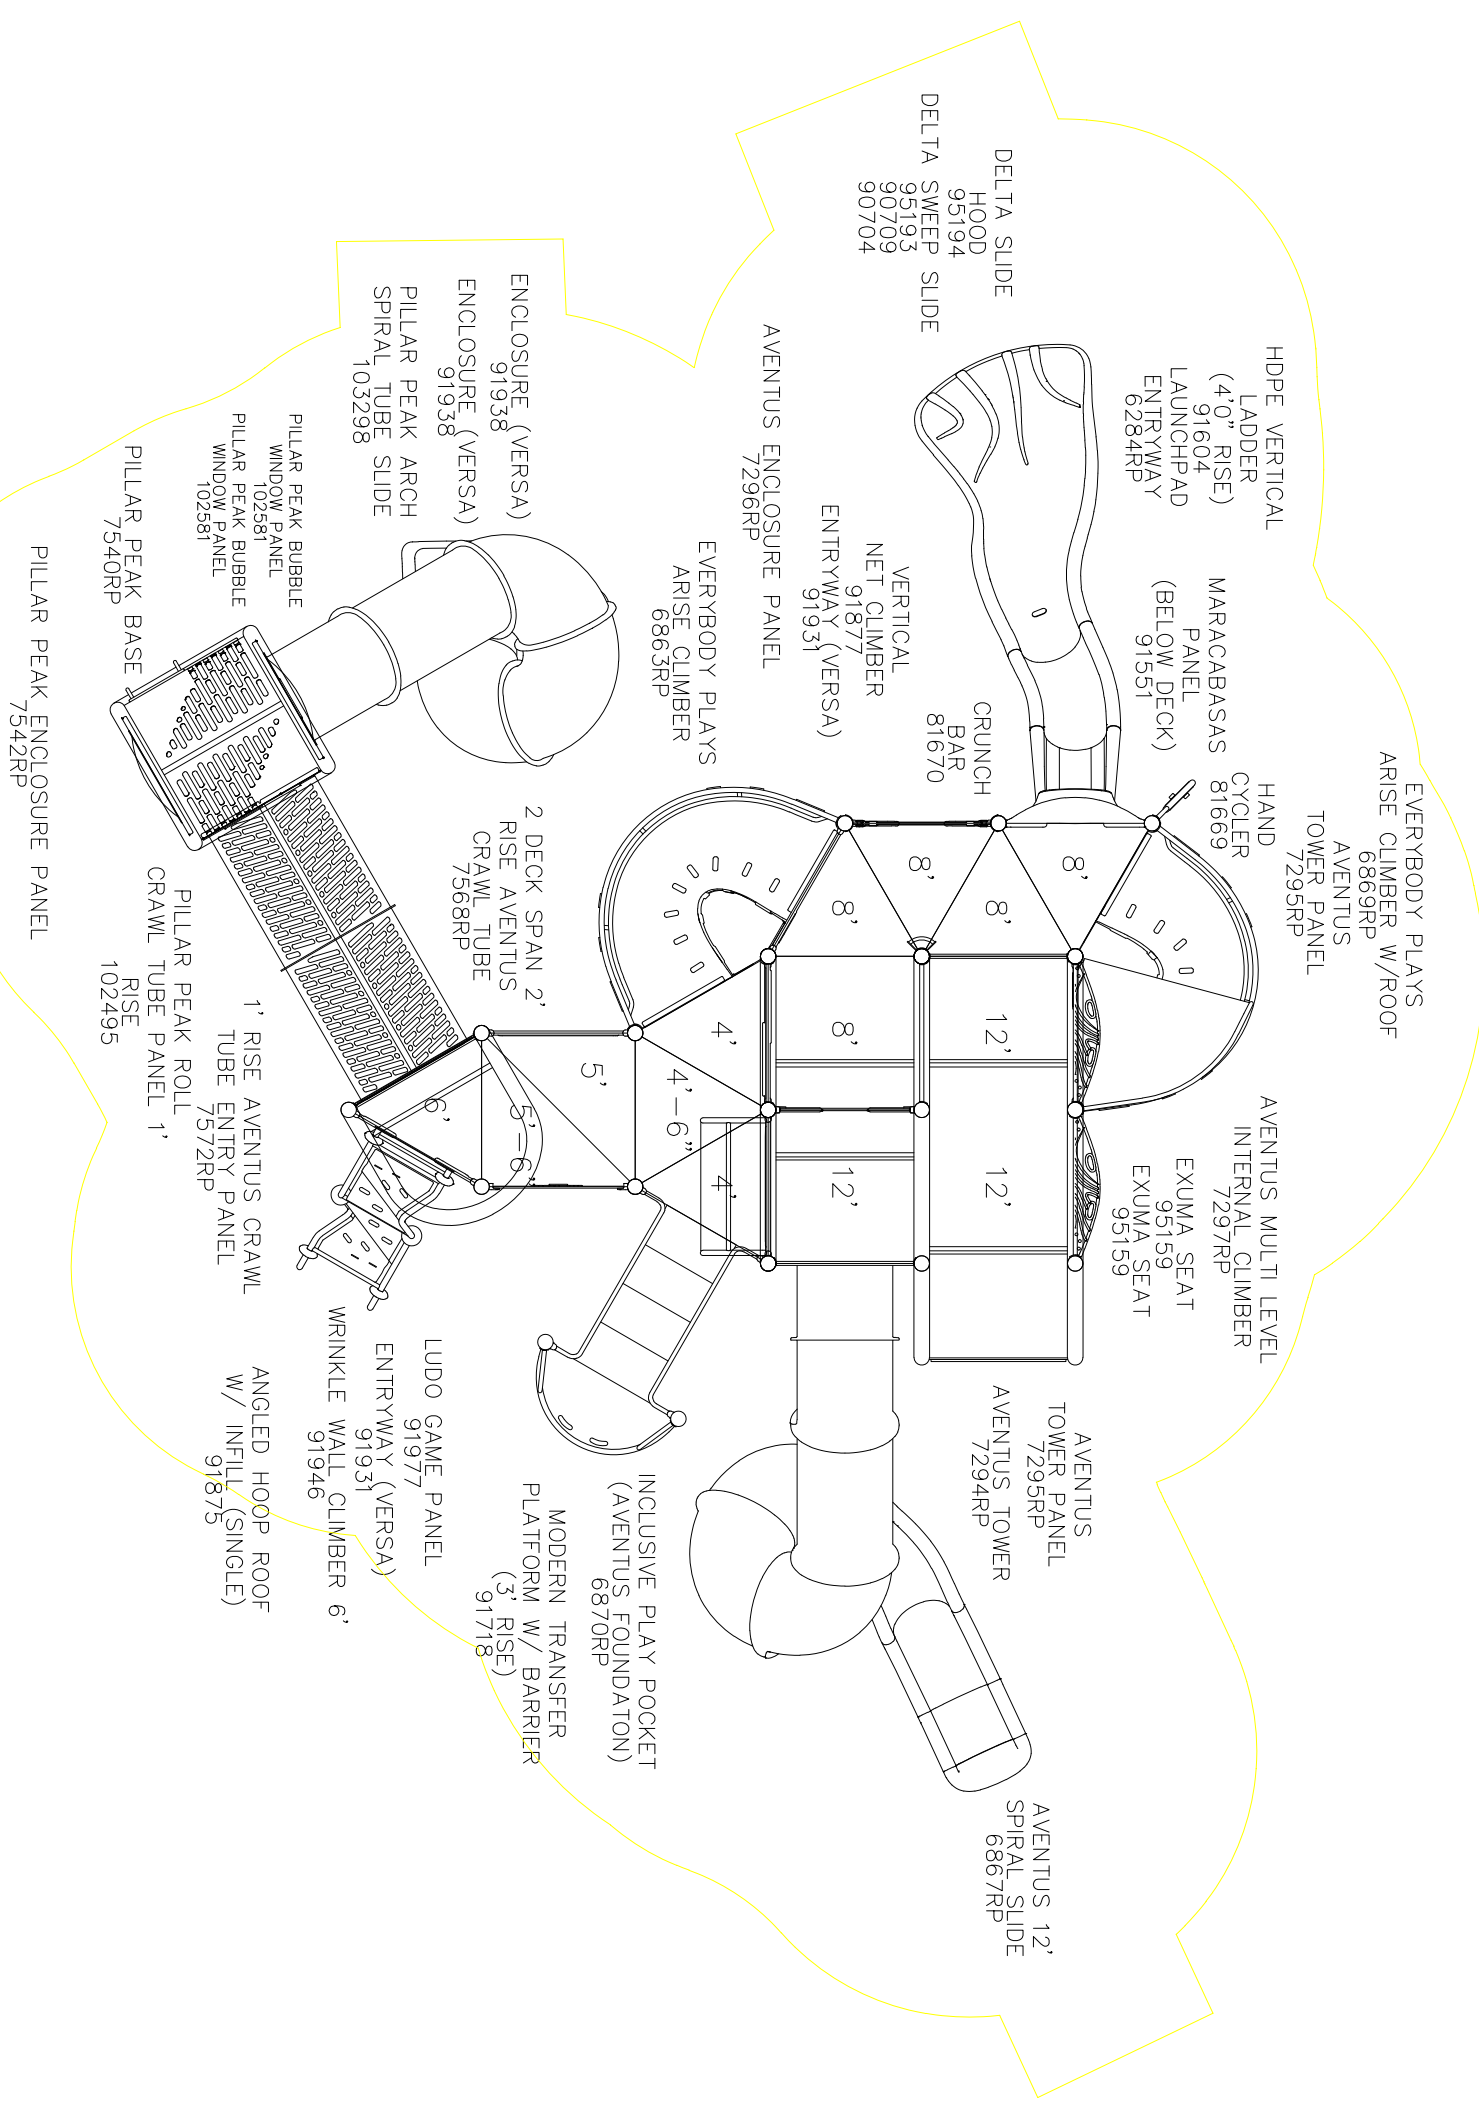 EVERYBODY PLAYS
ARISE CLIMBER W/ROOF
6869RP
AVENTUS
TOWER PANEL
7295RP
HDPE VERTICAL
LADDER
(4'0" RISE)
91604
LAUNCHPAD
ENTRYWAY
6284RP
HAND
CYCLER
81669
MARACABASAS
PANEL
(BELOW DECK)
91551
AVENTUS MULTI LEVEL
INTERNAL CLIMBER
7297RP
EXUMA SEAT
95159
EXUMA SEAT
95159
DELTA SLIDE
HOOD
95194
DELTA SWEEP SLIDE
95193
90709
90704
CRUNCH
BAR
81670
VERTICAL
NET CLIMBER
91877
ENTRYWAY (VERSA)
91931
AVENTUS ENCLOSURE PANEL
7296RP
EVERYBODY PLAYS
ARISE CLIMBER
6863RP
AVENTUS
TOWER PANEL
7295RP
AVENTUS TOWER
7294RP
AVENTUS 12'
SPIRAL SLIDE
6867RP
8'
8'
8'
8'
12'
12'
8'
12'
4'
4'-6"
4'
5'
5'-6"
6'
ENCLOSURE (VERSA)
91938
ENCLOSURE (VERSA)
91938
PILLAR PEAK ARCH
SPIRAL TUBE SLIDE
103298
2 DECK SPAN 2'
RISE AVENTUS
CRAWL TUBE
7568RP
INCLUSIVE PLAY POCKET
(AVENTUS FOUNDATON)
6870RP
MODERN TRANSFER
PLATFORM W/ BARRIER
(3' RISE)
91718
LUDO GAME PANEL
91977
ENTRYWAY (VERSA)
91931
WRINKLE WALL CLIMBER 6'
91946
ANGLED HOOP ROOF
W/ INFILL (SINGLE)
91875
PILLAR PEAK BUBBLE
WINDOW PANEL
102581
PILLAR PEAK BUBBLE
WINDOW PANEL
102581
1' RISE AVENTUS CRAWL
TUBE ENTRY PANEL
7572RP
PILLAR PEAK ROLL
CRAWL TUBE PANEL 1'
RISE
102495
PILLAR PEAK BASE
7540RP
PILLAR PEAK ENCLOSURE PANEL
7542RP